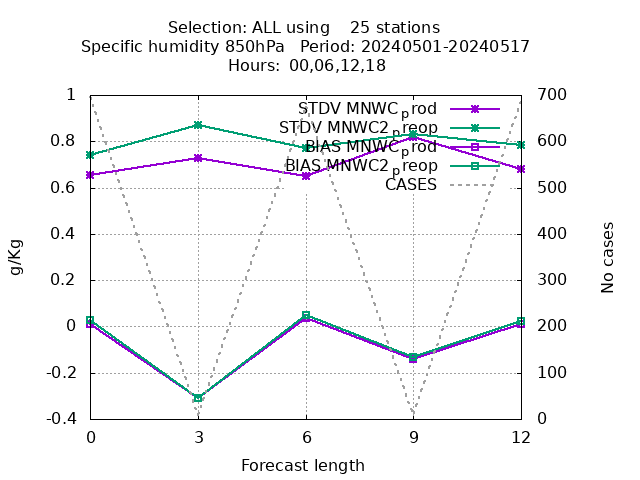 Selection: ALL using    25 stations
Specific humidity 850hPa   Period: 20240501-20240517
Hours: 00,06,12,18
STDV MNWC_prod
STDV MNWC2_preop
BIAS MNWC_prod
BIAS MNWC2_preop
CASES
1
0.8
0.6
0.4
0.2
0
-0.2
-0.4
700
600
500
400
300
200
100
0
g/Kg
No cases
0 3 6 9 12
Forecast length